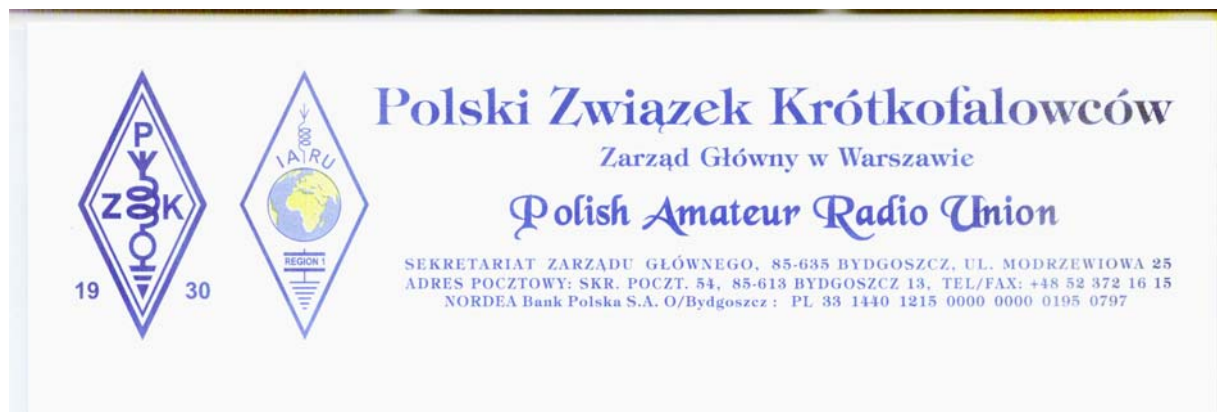 P
Z K
19 30
IARU
REGION 1
Polski Związek Krótkofalowców
Zarząd Główny w Warszawie
Polish Amateur Radio Union
SEKRETARIAT ZARZĄDU GŁÓWNEGO, 85-635 BYDGOSZCZ, UL. MODRZEWIOWA 25
ADRES POCZTOWY: SKR. POCZT. 54, 85-613 BYDGOSZCZ 13, TEL/FAX: +48 52 372 16 15
NORDEA Bank Polska S.A. O/Bydgoszcz : PL 33 1440 1215 0000 0000 0195 0797